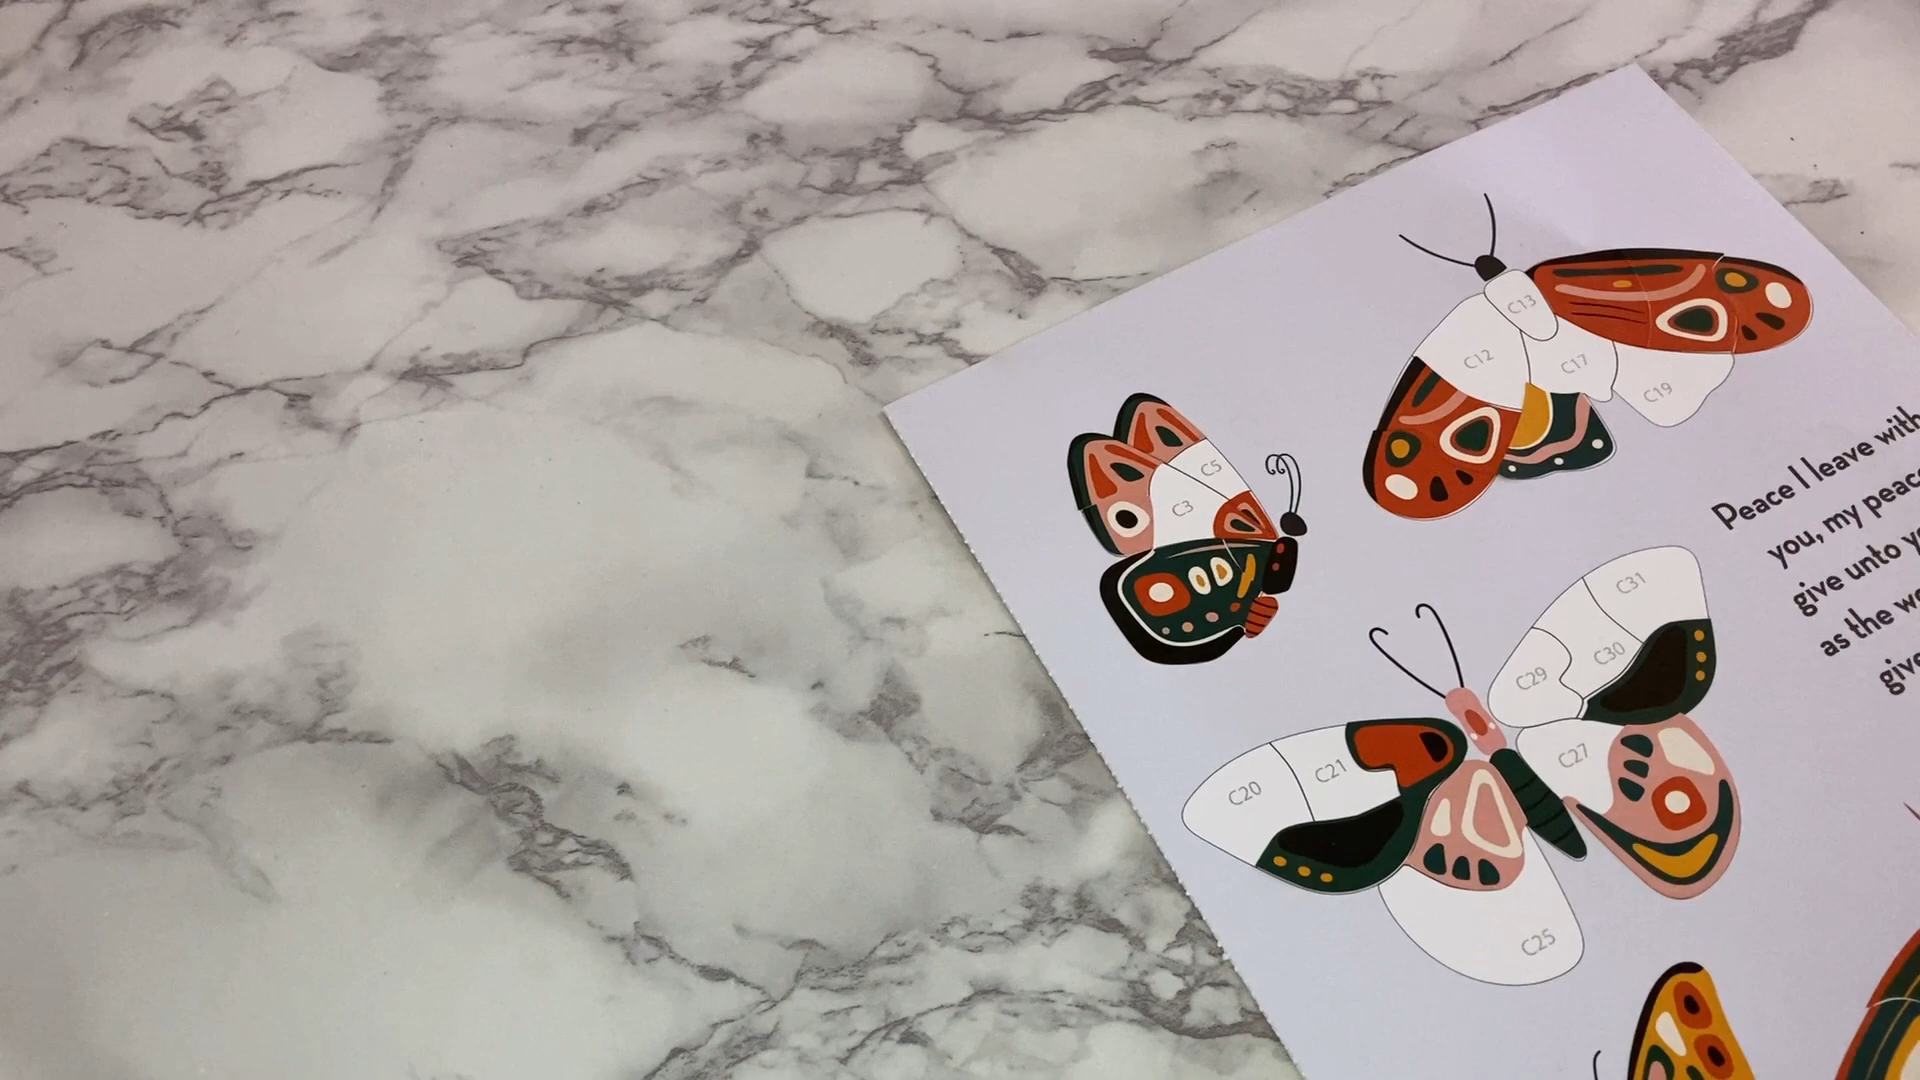 C13
C12
C17
C19
C5
C3
Peace I leave with
you, my peace
give unto
as the
C31
C30
C29
C27
C21
C20
C25